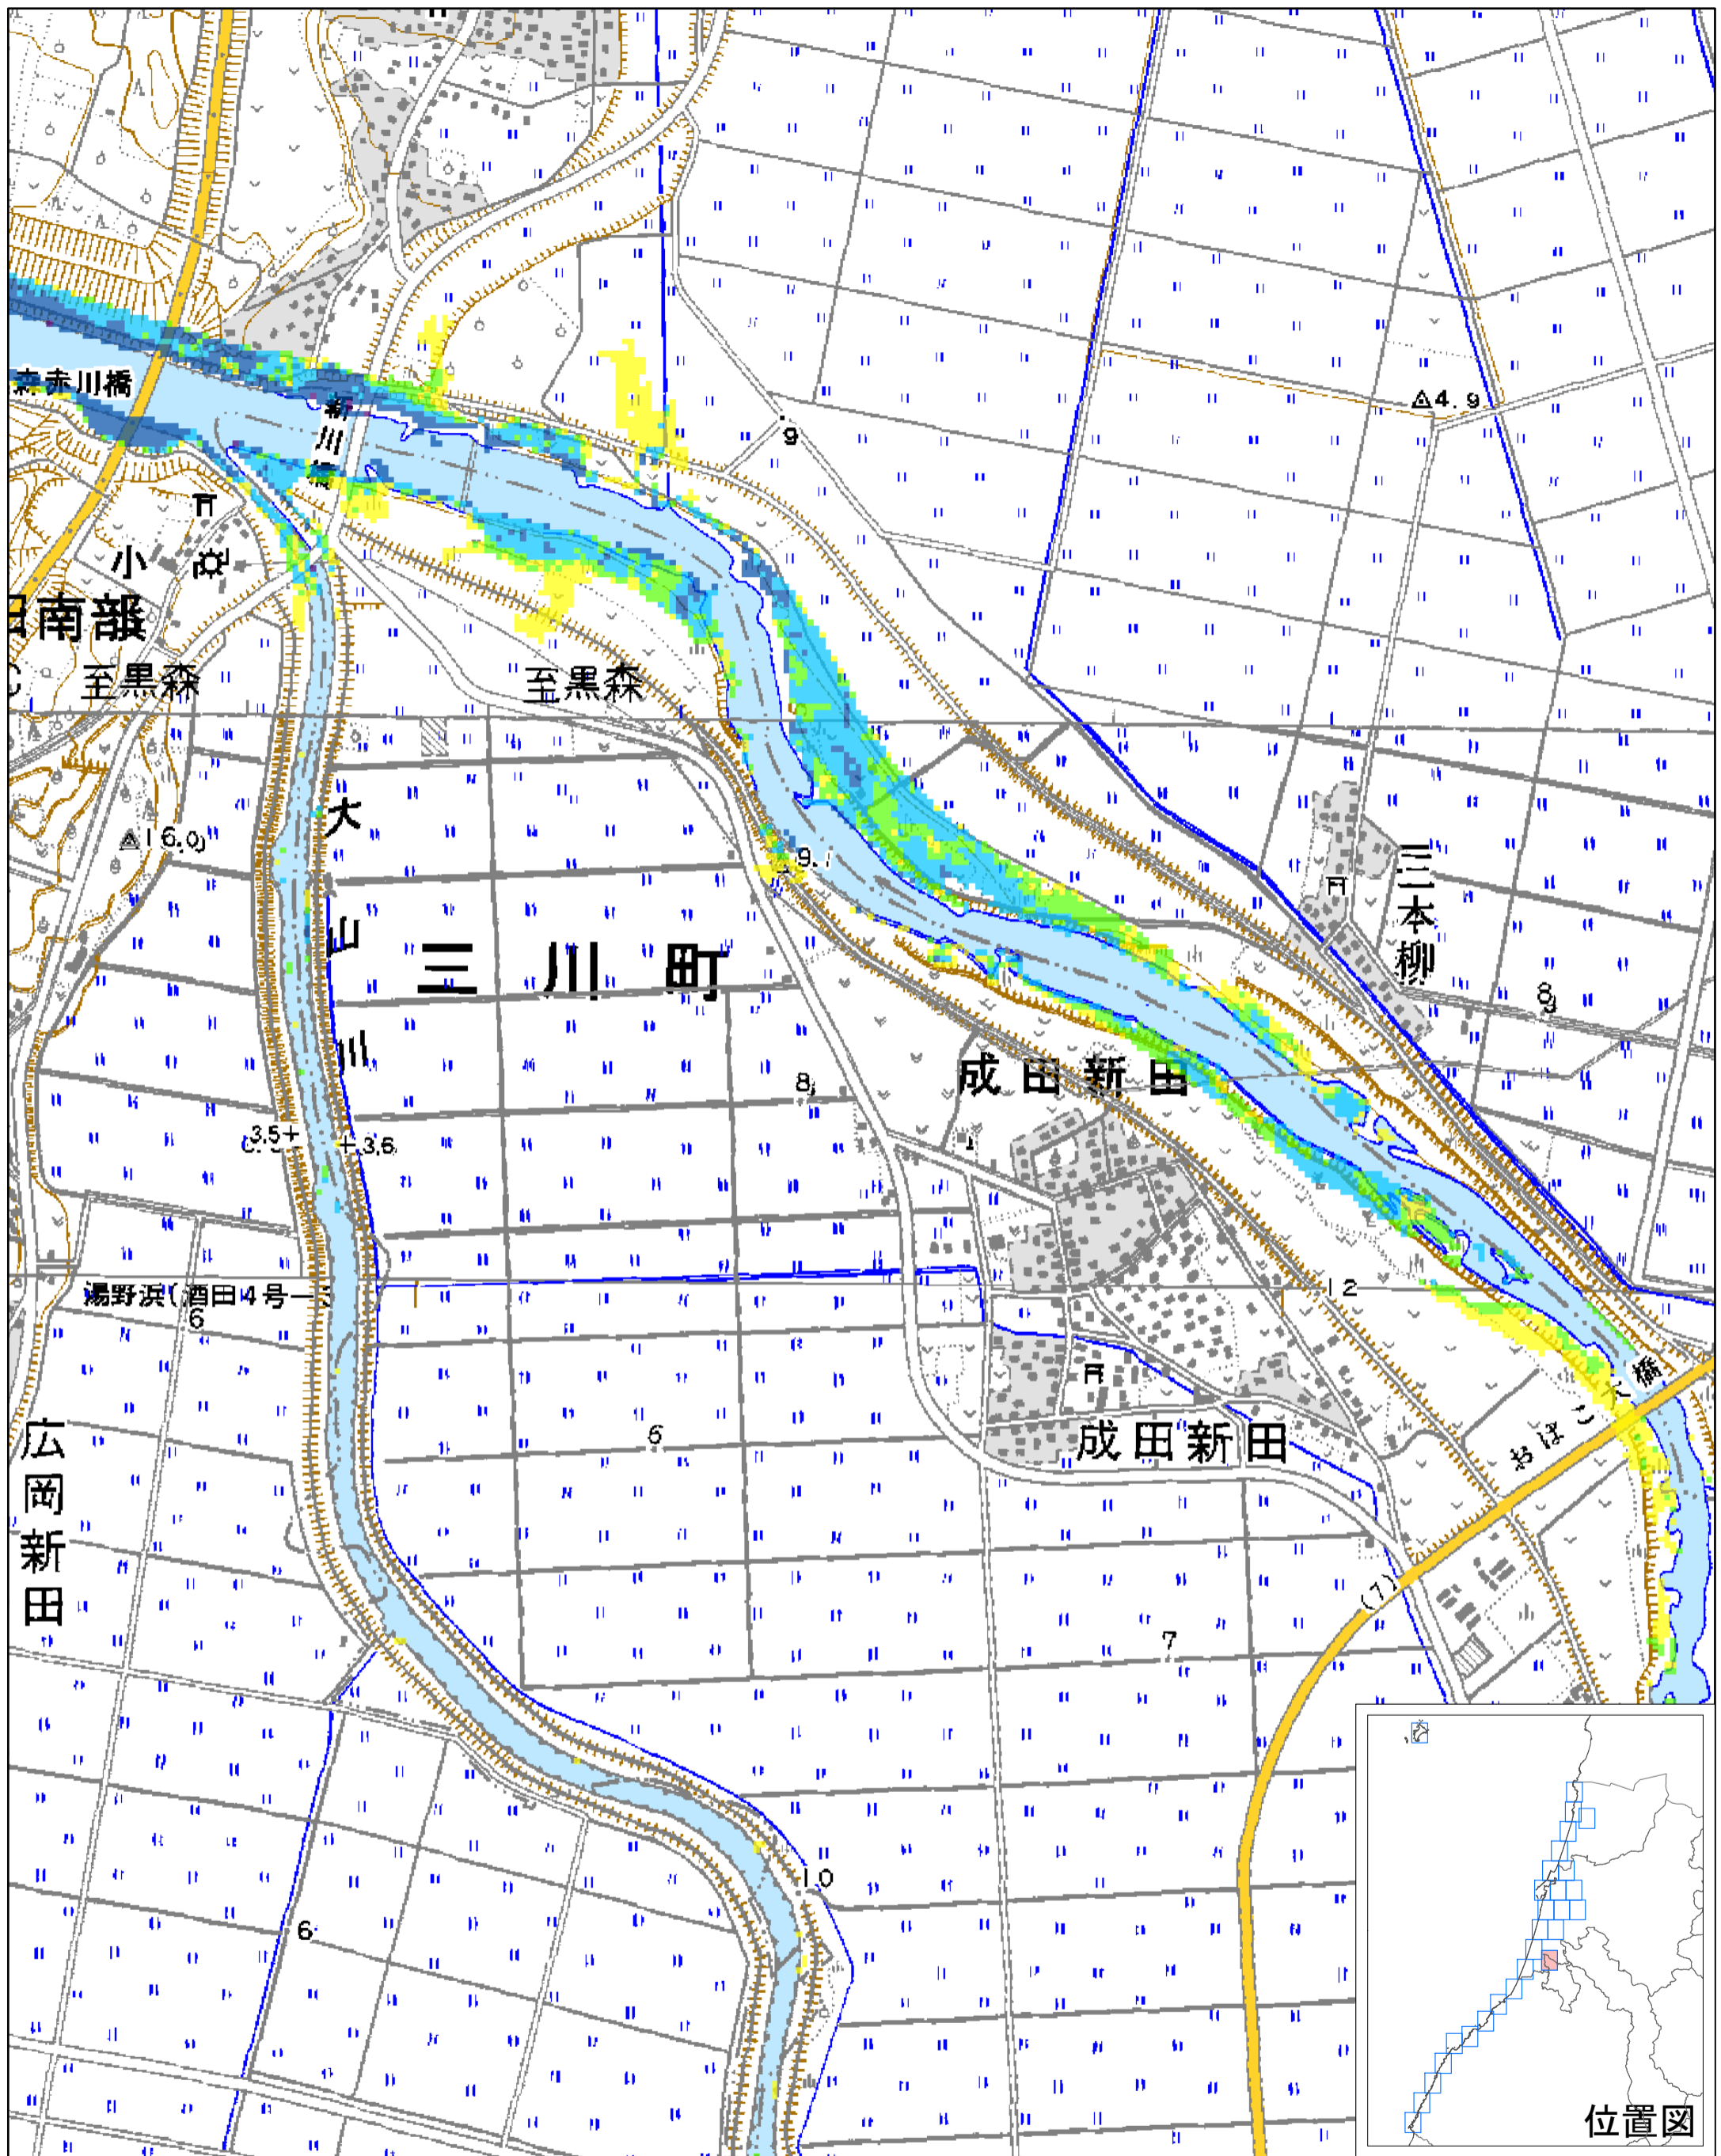 赤川橋
新川橋
△4.9
9
小
田南部
至黒森
至黒森
大山川
△16.0
9.1
三川町
三本柳
8
8
成田新田
3.5+
+3.6
湯野浜(酒田4号一
6
12
広岡新田
6
成田新田
おばこ大橋
(7)
7
10
6
位置図